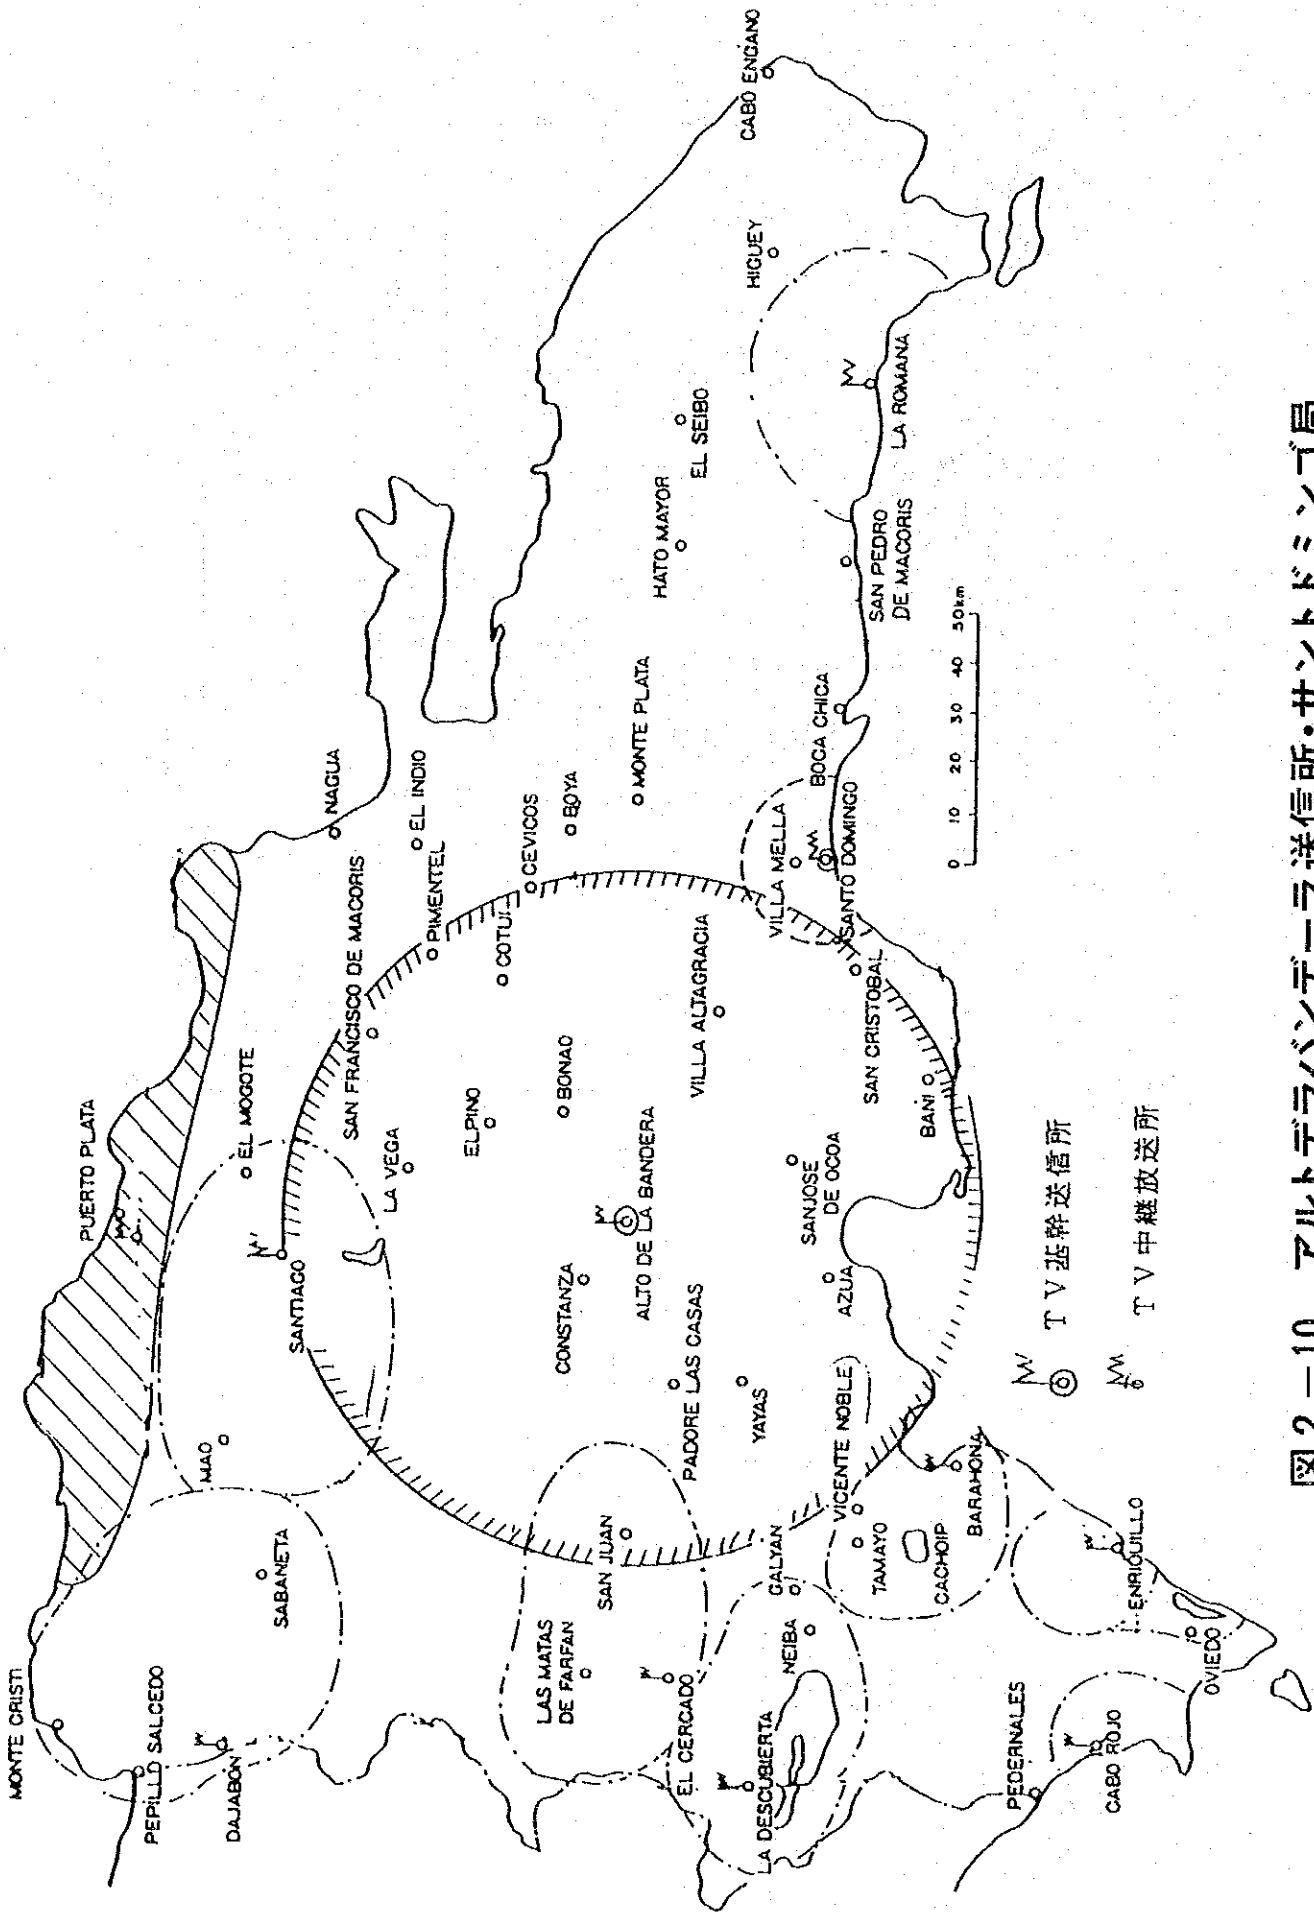 MONTE CRISTI
PEPILLO SALCEDO
DAJABON
SABANETA
MAO
PUERTO PLATA
EL MOGOTE
SANTIAGO
SAN FRANCISCO DE MACORIS
LA VEGA
NAGUA
EL INDIO
PIMENTEL
COTUI
CEVICOS
BOYA
ELPINO
BONAO
CONSTANZA
ALTO DE LA BANDERA
MONTE PLATA
HATO MAYOR
EL SEIBO
HIGUEY
CABO ENGANO
LAS MATAS
DE FARFAN
SAN JUAN
EL CERCADO
PADORE LAS CASAS
YAYAS
VILLA ALTAGRACIA
VILLA MELLA
SANTO DOMINGO
BOCA CHICA
SAN PEDRO
DE MACORIS
LA ROMANA
LA DESCUBERTA
NEIBA
GALVAN
TAMAYO
VICENTE NOBLE
CACHOIP
BARAHONA
AZUA
SANJOSE
DE OCOA
SAN CRISTOBAL
BANI
PEDERNALES
CABO ROJO
OVIEDO
ENRIQUILLO
0 10 20 30 40 50km
TV基幹送信所
TV中継放送所
図2-10 アルトデラバンデーラ送信所・サントドミンゴ局